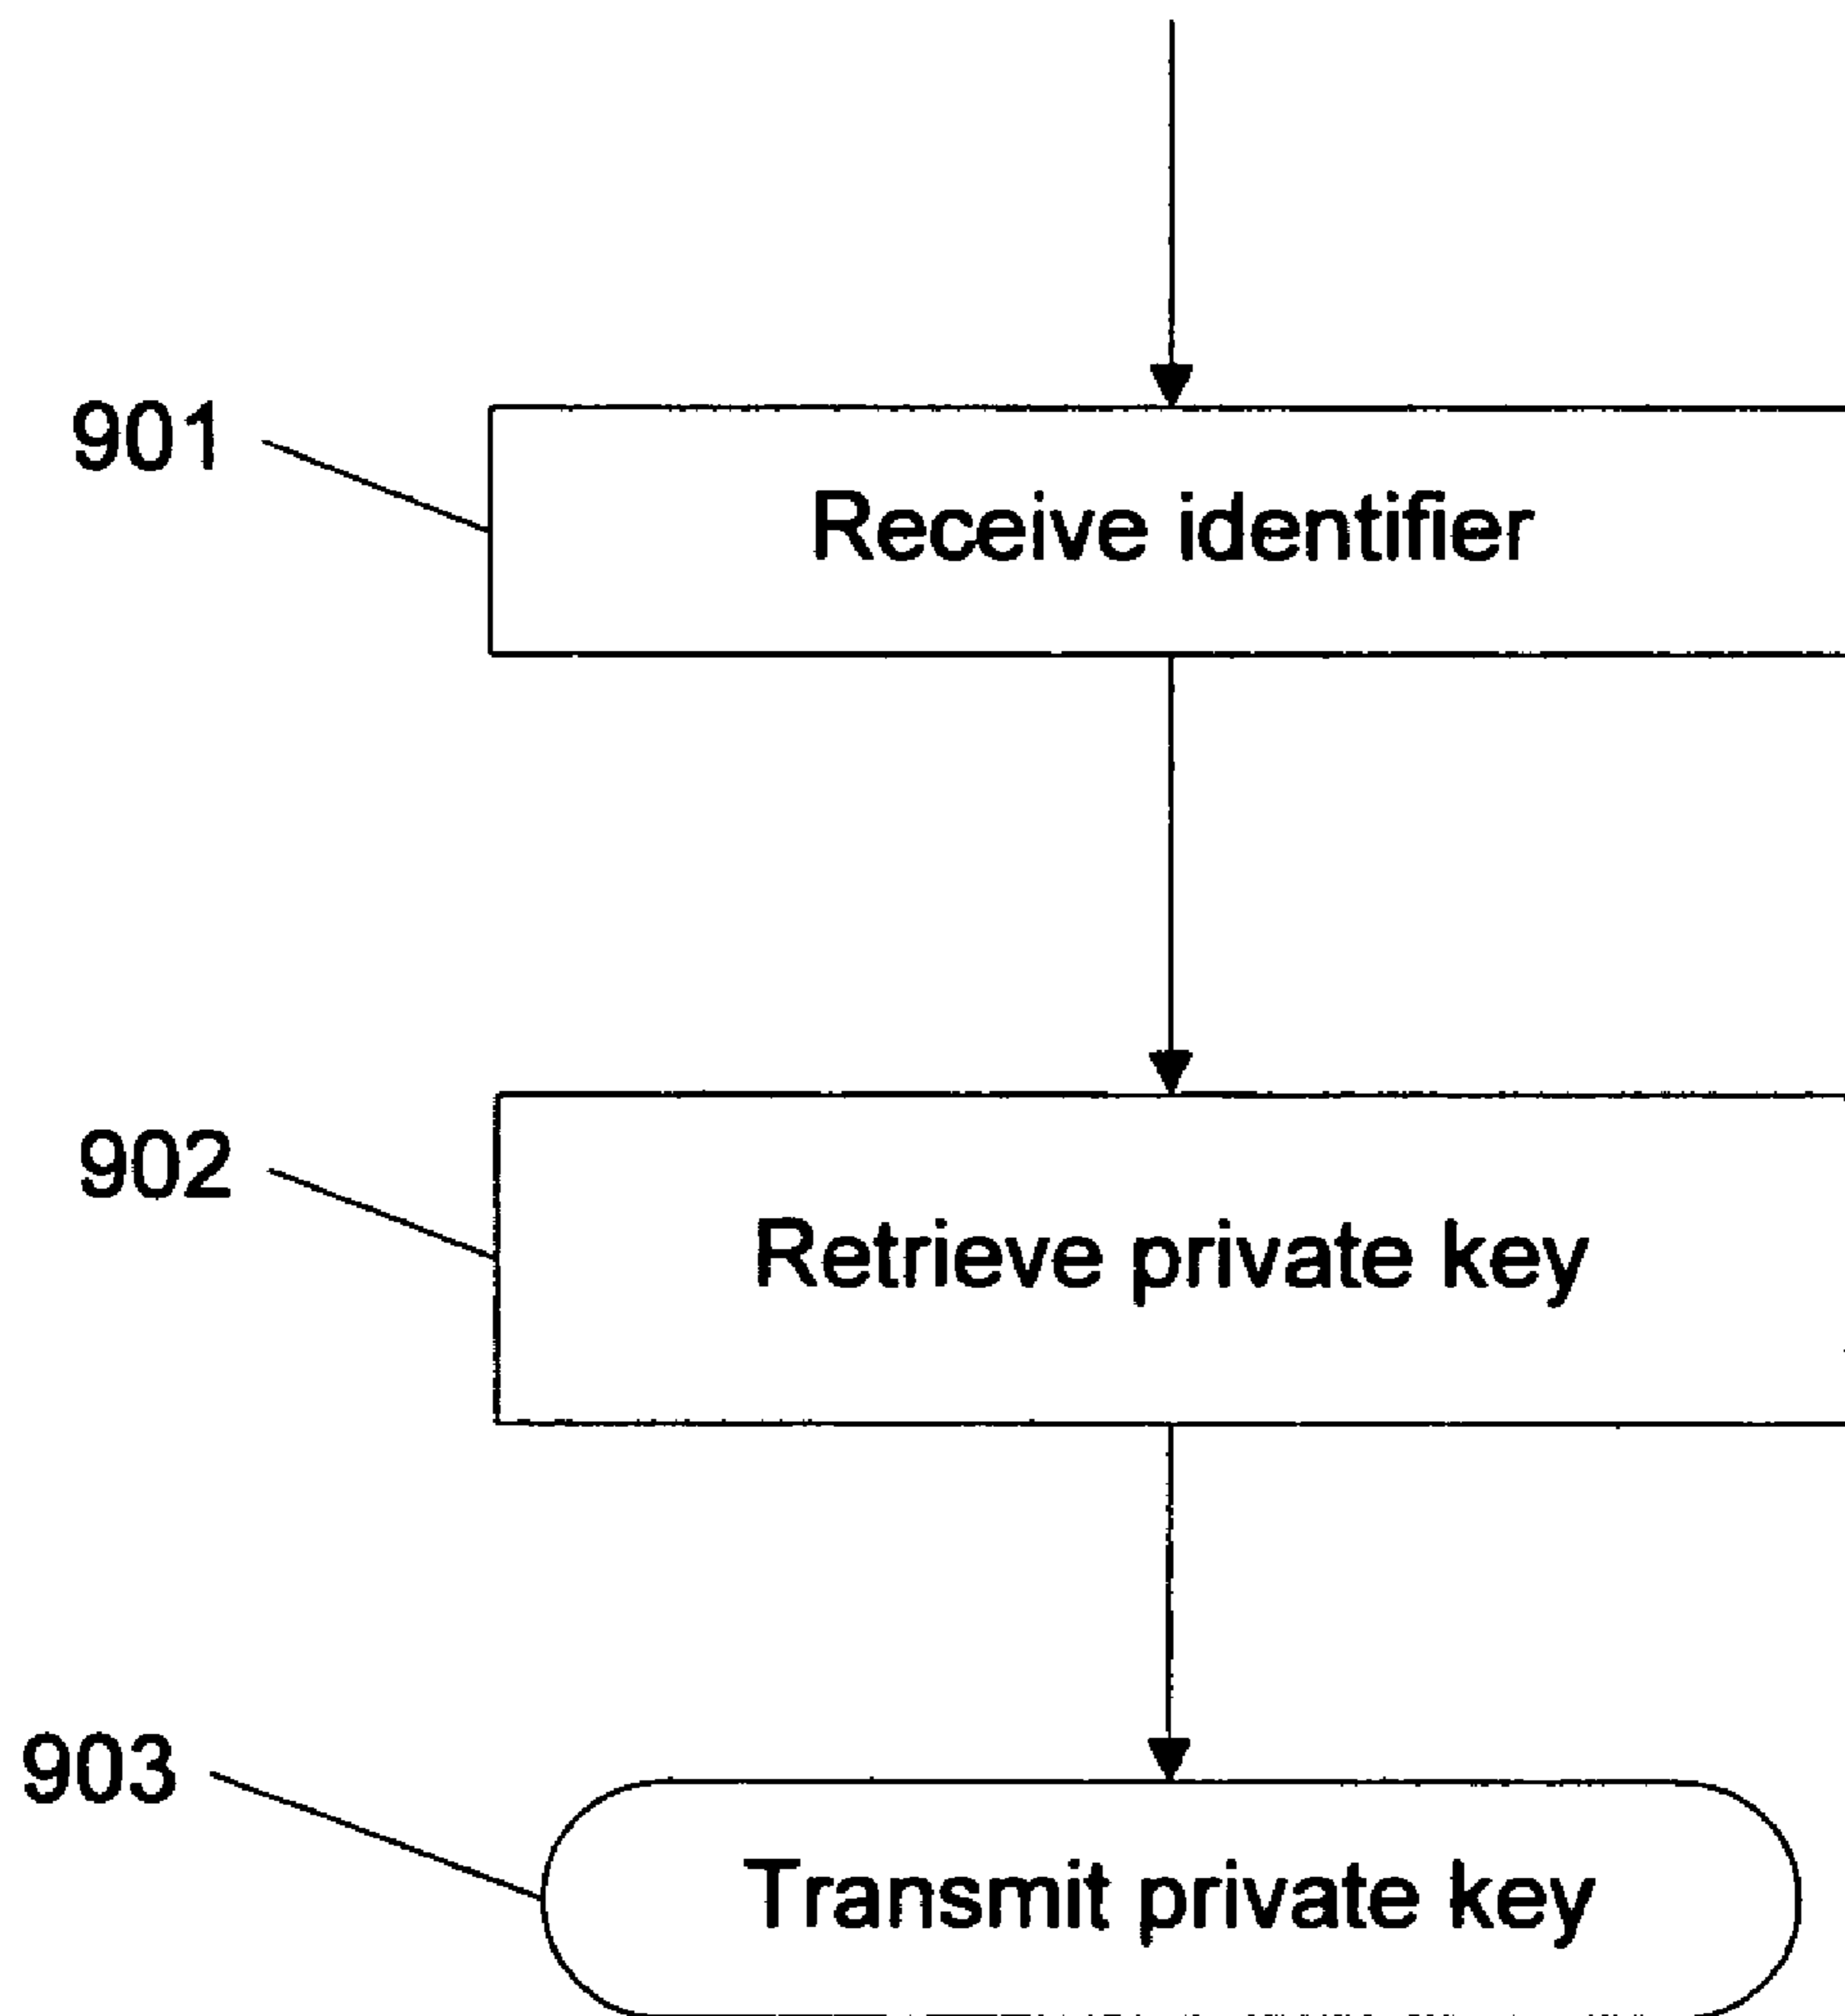 901
Receive identifier
902
Retrieve private key
903
Transmit private key